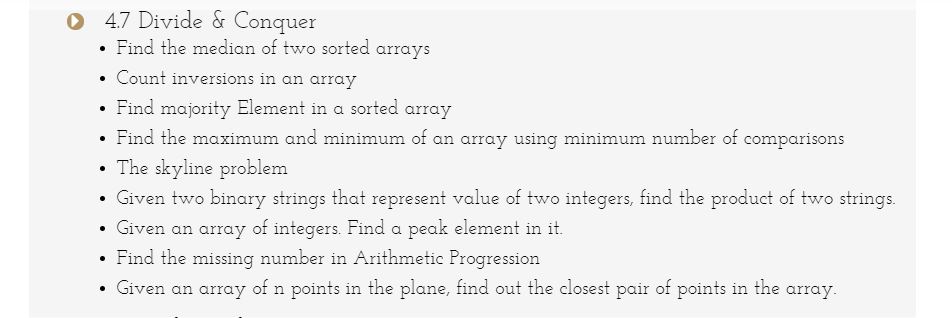 4.7 Divide & Conquer
• Find the median of two sorted arrays
• Count inversions in an array
• Find majority Element in a sorted array
• Find the maximum and minimum of an array using minimum number of comparisons
• The skyline problem
• Given two binary strings that represent value of two integers, find the product of two strings.
• Given an array of integers. Find a peak element in it.
• Find the missing number in Arithmetic Progression
• Given an array of n points in the plane, find out the closest pair of points in the array.